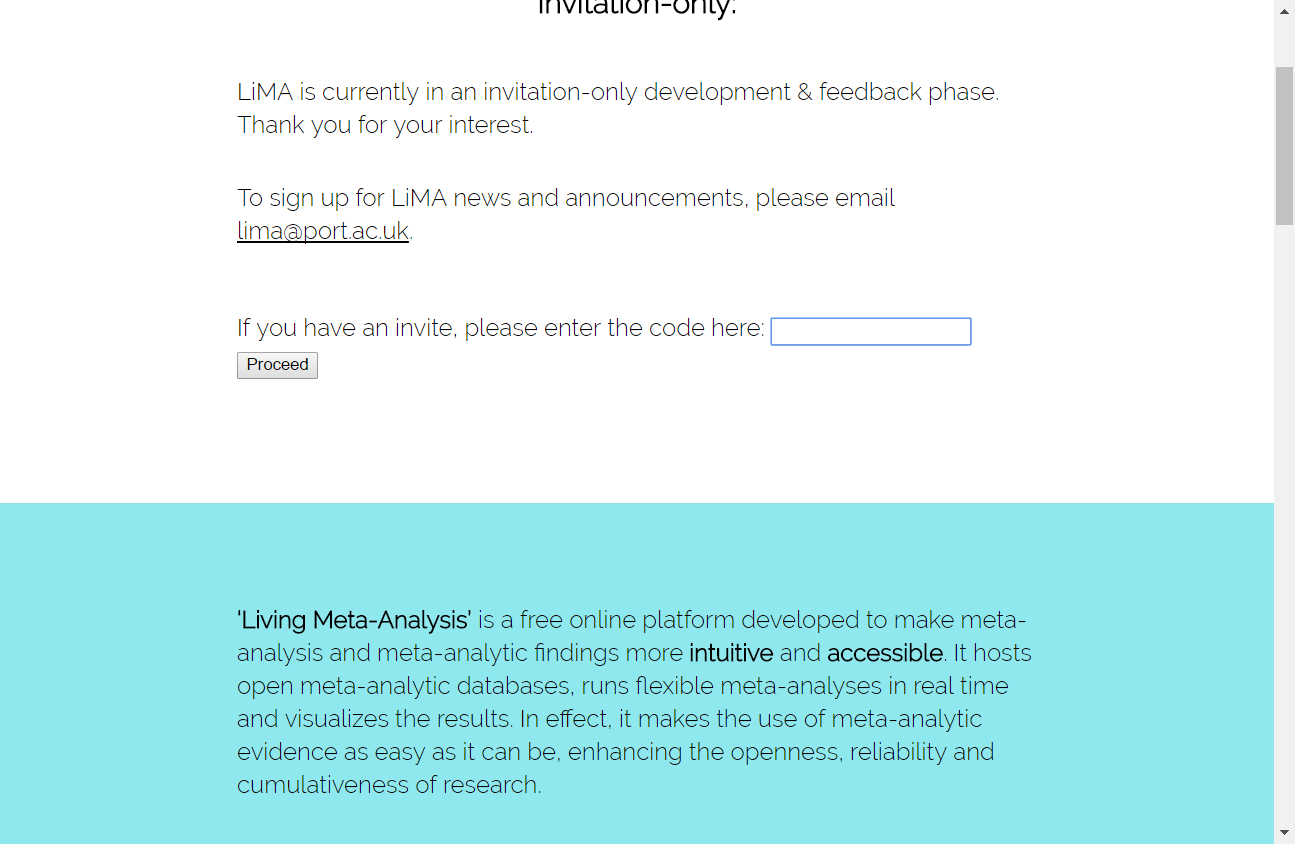 Invitation-only:
LiMA is currently in an invitation-only development & feedback phase.
Thank you for your interest.
To sign up for LiMA news and announcements, please email
lima@port.ac.uk.
If you have an invite, please enter the code here:
Proceed
'Living Meta-Analysis' is a free online platform developed to make meta-
analysis and meta-analytic findings more intuitive and accessible. It hosts
open meta-analytic databases, runs flexible meta-analyses in real time
and visualizes the results. In effect, it makes the use of meta-analytic
evidence as easy as it can be, enhancing the openness, reliability and
cumulativeness of research.